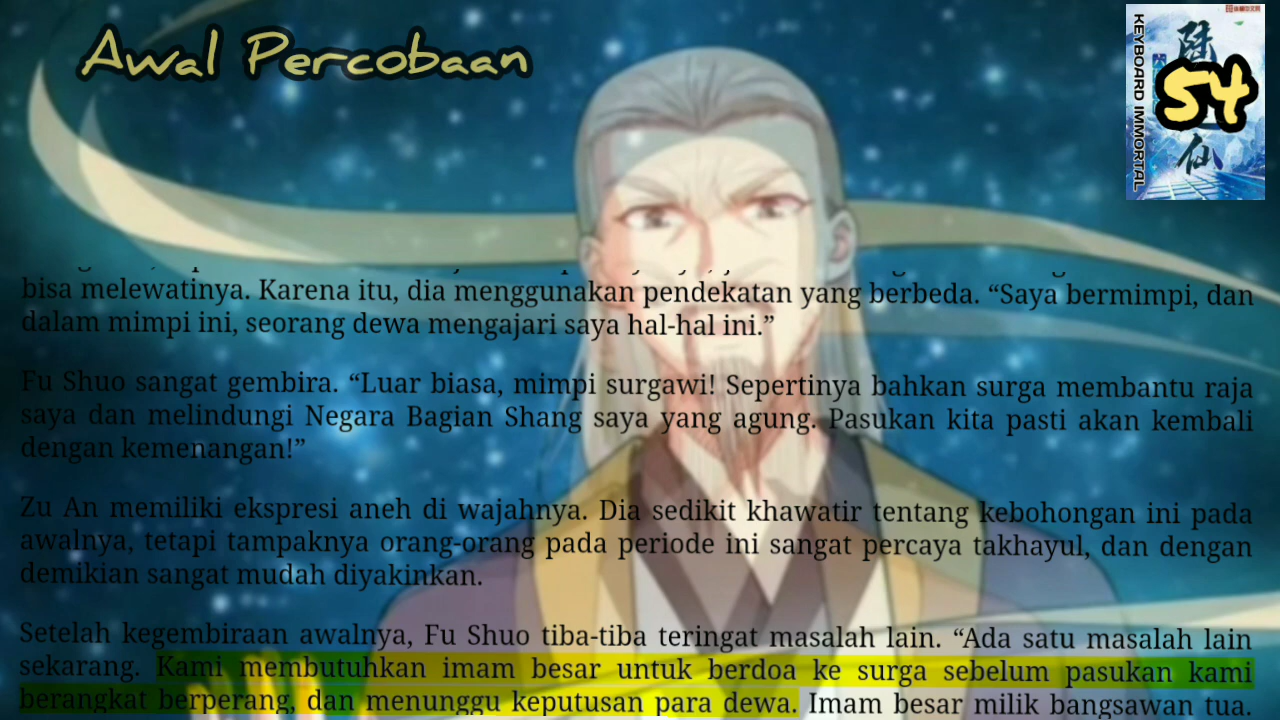 Awal Percobaan
KEYBOARD IMMORTAL
陆
仙
54
bisa melewatinya. Karena itu, dia menggunakan pendekatan yang berbeda. “Saya bermimpi, dan
dalam mimpi ini, seorang dewa mengajari saya hal-hal ini.”
Fu Shuo sangat gembira. “Luar biasa, mimpi surgawi! Sepertinya bahkan surga membantu raja
saya dan melindungi Negara Bagian Shang saya yang agung. Pasukan kita pasti akan kembali
dengan kemenangan!”
Zu An memiliki ekspresi aneh di wajahnya. Dia sedikit khawatir tentang kebohongan ini pada
awalnya, tetapi tampaknya orang-orang pada periode ini sangat percaya takhayul, dan dengan
demikian sangat mudah diyakinkan.
Setelah kegembiraan awalnya, Fu Shuo tiba-tiba teringat masalah lain. “Ada satu masalah lain
sekarang. Kami membutuhkan imam besar untuk berdoa ke surga sebelum pasukan kami
berangkat berperang, dan menunggu keputusan para dewa. Imam besar milik bangsawan tua.